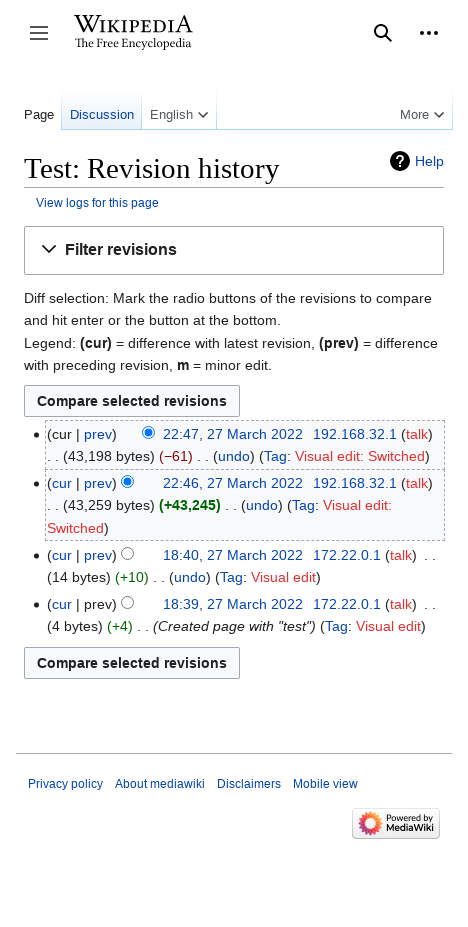 WIKIPEDIA
The Free Encyclopedia
Page Discussion English More
Test: Revision history
Help
View logs for this page
Filter revisions
Diff selection: Mark the radio buttons of the revisions to compare
and hit enter or the button at the bottom.
Legend: (cur) = difference with latest revision, (prev) = difference
with preceding revision, m = minor edit.
Compare selected revisions
(cur | prev) 22:47, 27 March 2022 192.168.32.1 (talk)
. . (43,198 bytes) (−61) . . (undo) (Tag: Visual edit: Switched)
(cur | prev) 22:46, 27 March 2022 192.168.32.1 (talk)
. . (43,259 bytes) (+43,245) . . (undo) (Tag: Visual edit:
Switched)
(cur | prev) 18:40, 27 March 2022 172.22.0.1 (talk) . .
(14 bytes) (+10) . . (undo) (Tag: Visual edit)
(cur | prev) 18:39, 27 March 2022 172.22.0.1 (talk) . .
(4 bytes) (+4) . . (Created page with "test") (Tag: Visual edit)
Compare selected revisions
Privacy policy About mediawiki Disclaimers Mobile view
Powered by
MediaWiki